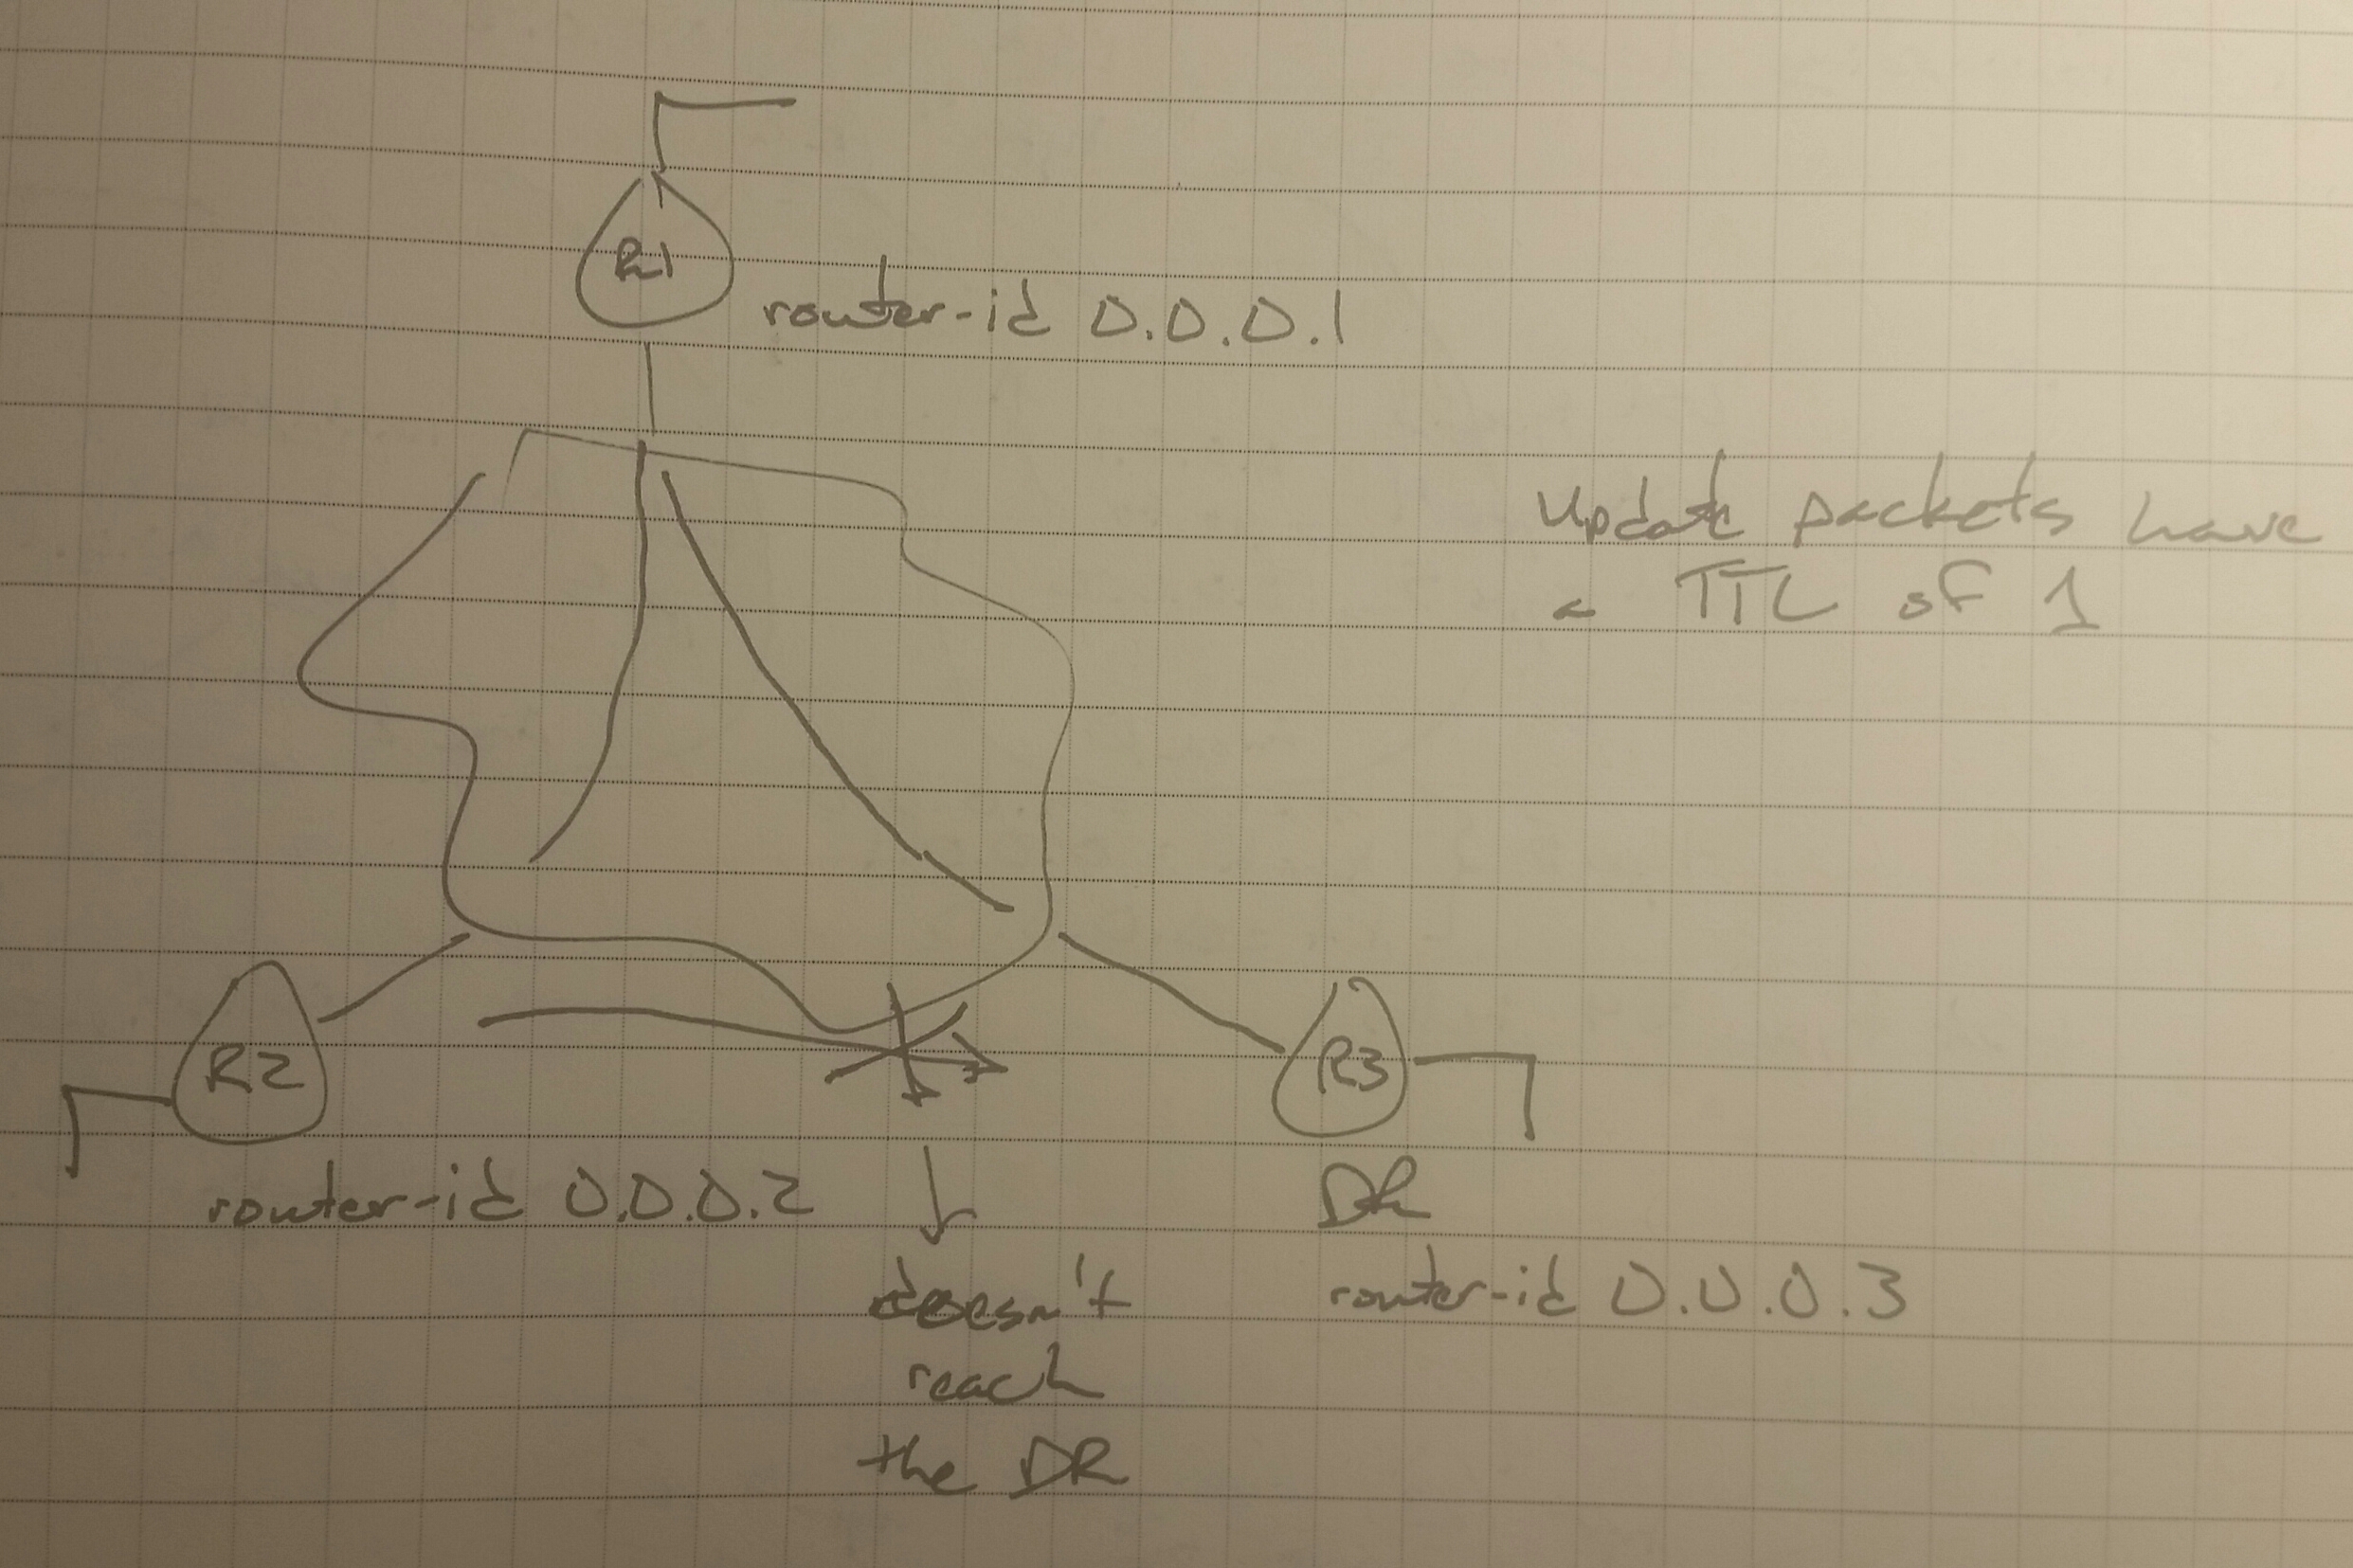 R1
router-id 0.0.0.1
Update packets have
a TTL of 1
R2
R3
router-id 0.0.0.2
DR
router-id 0.0.0.3
doesn't
reach
the DR